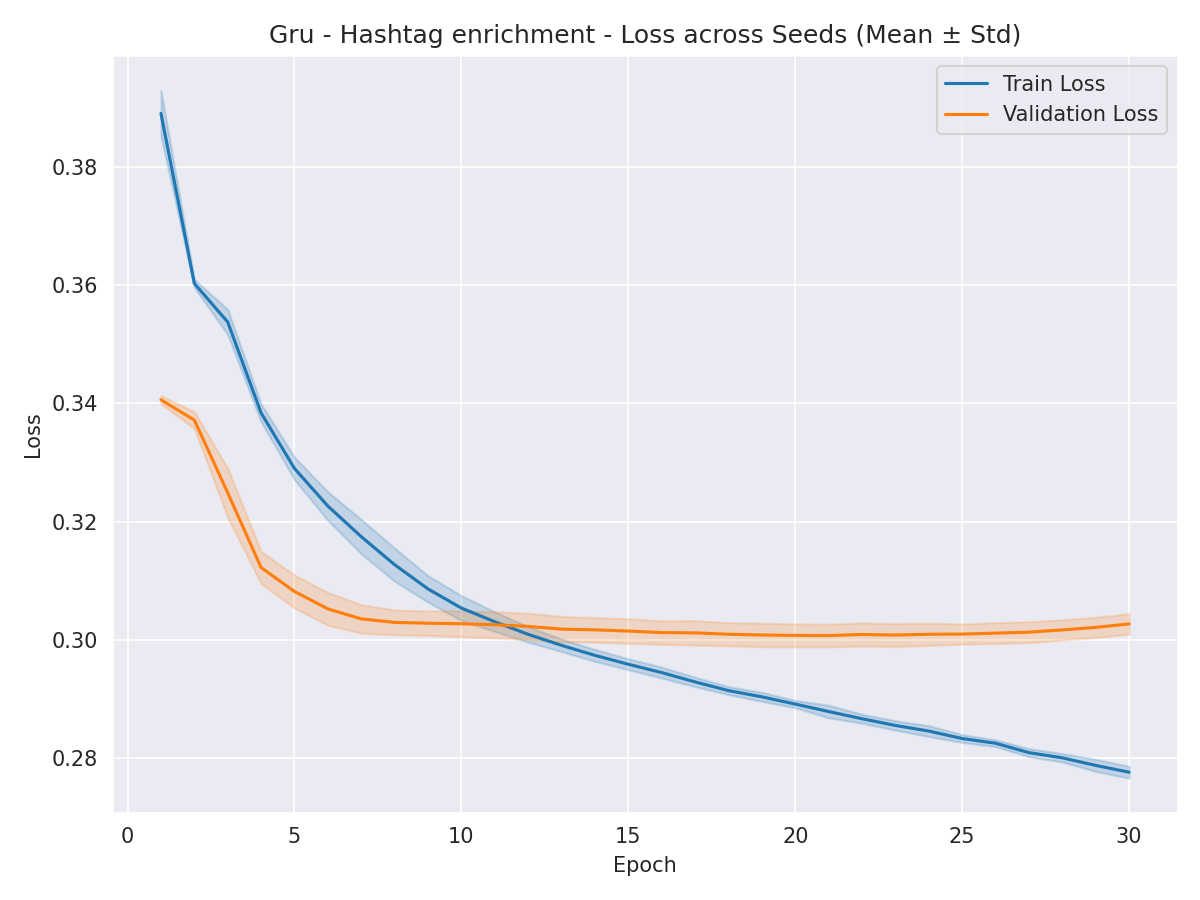 Gru - Hashtag enrichment - Loss across Seeds (Mean ± Std)
Train Loss
Validation Loss
0.38
0.36
0.34
0.32
0.30
0.28
Loss
0 5 10 15 20 25 30
Epoch